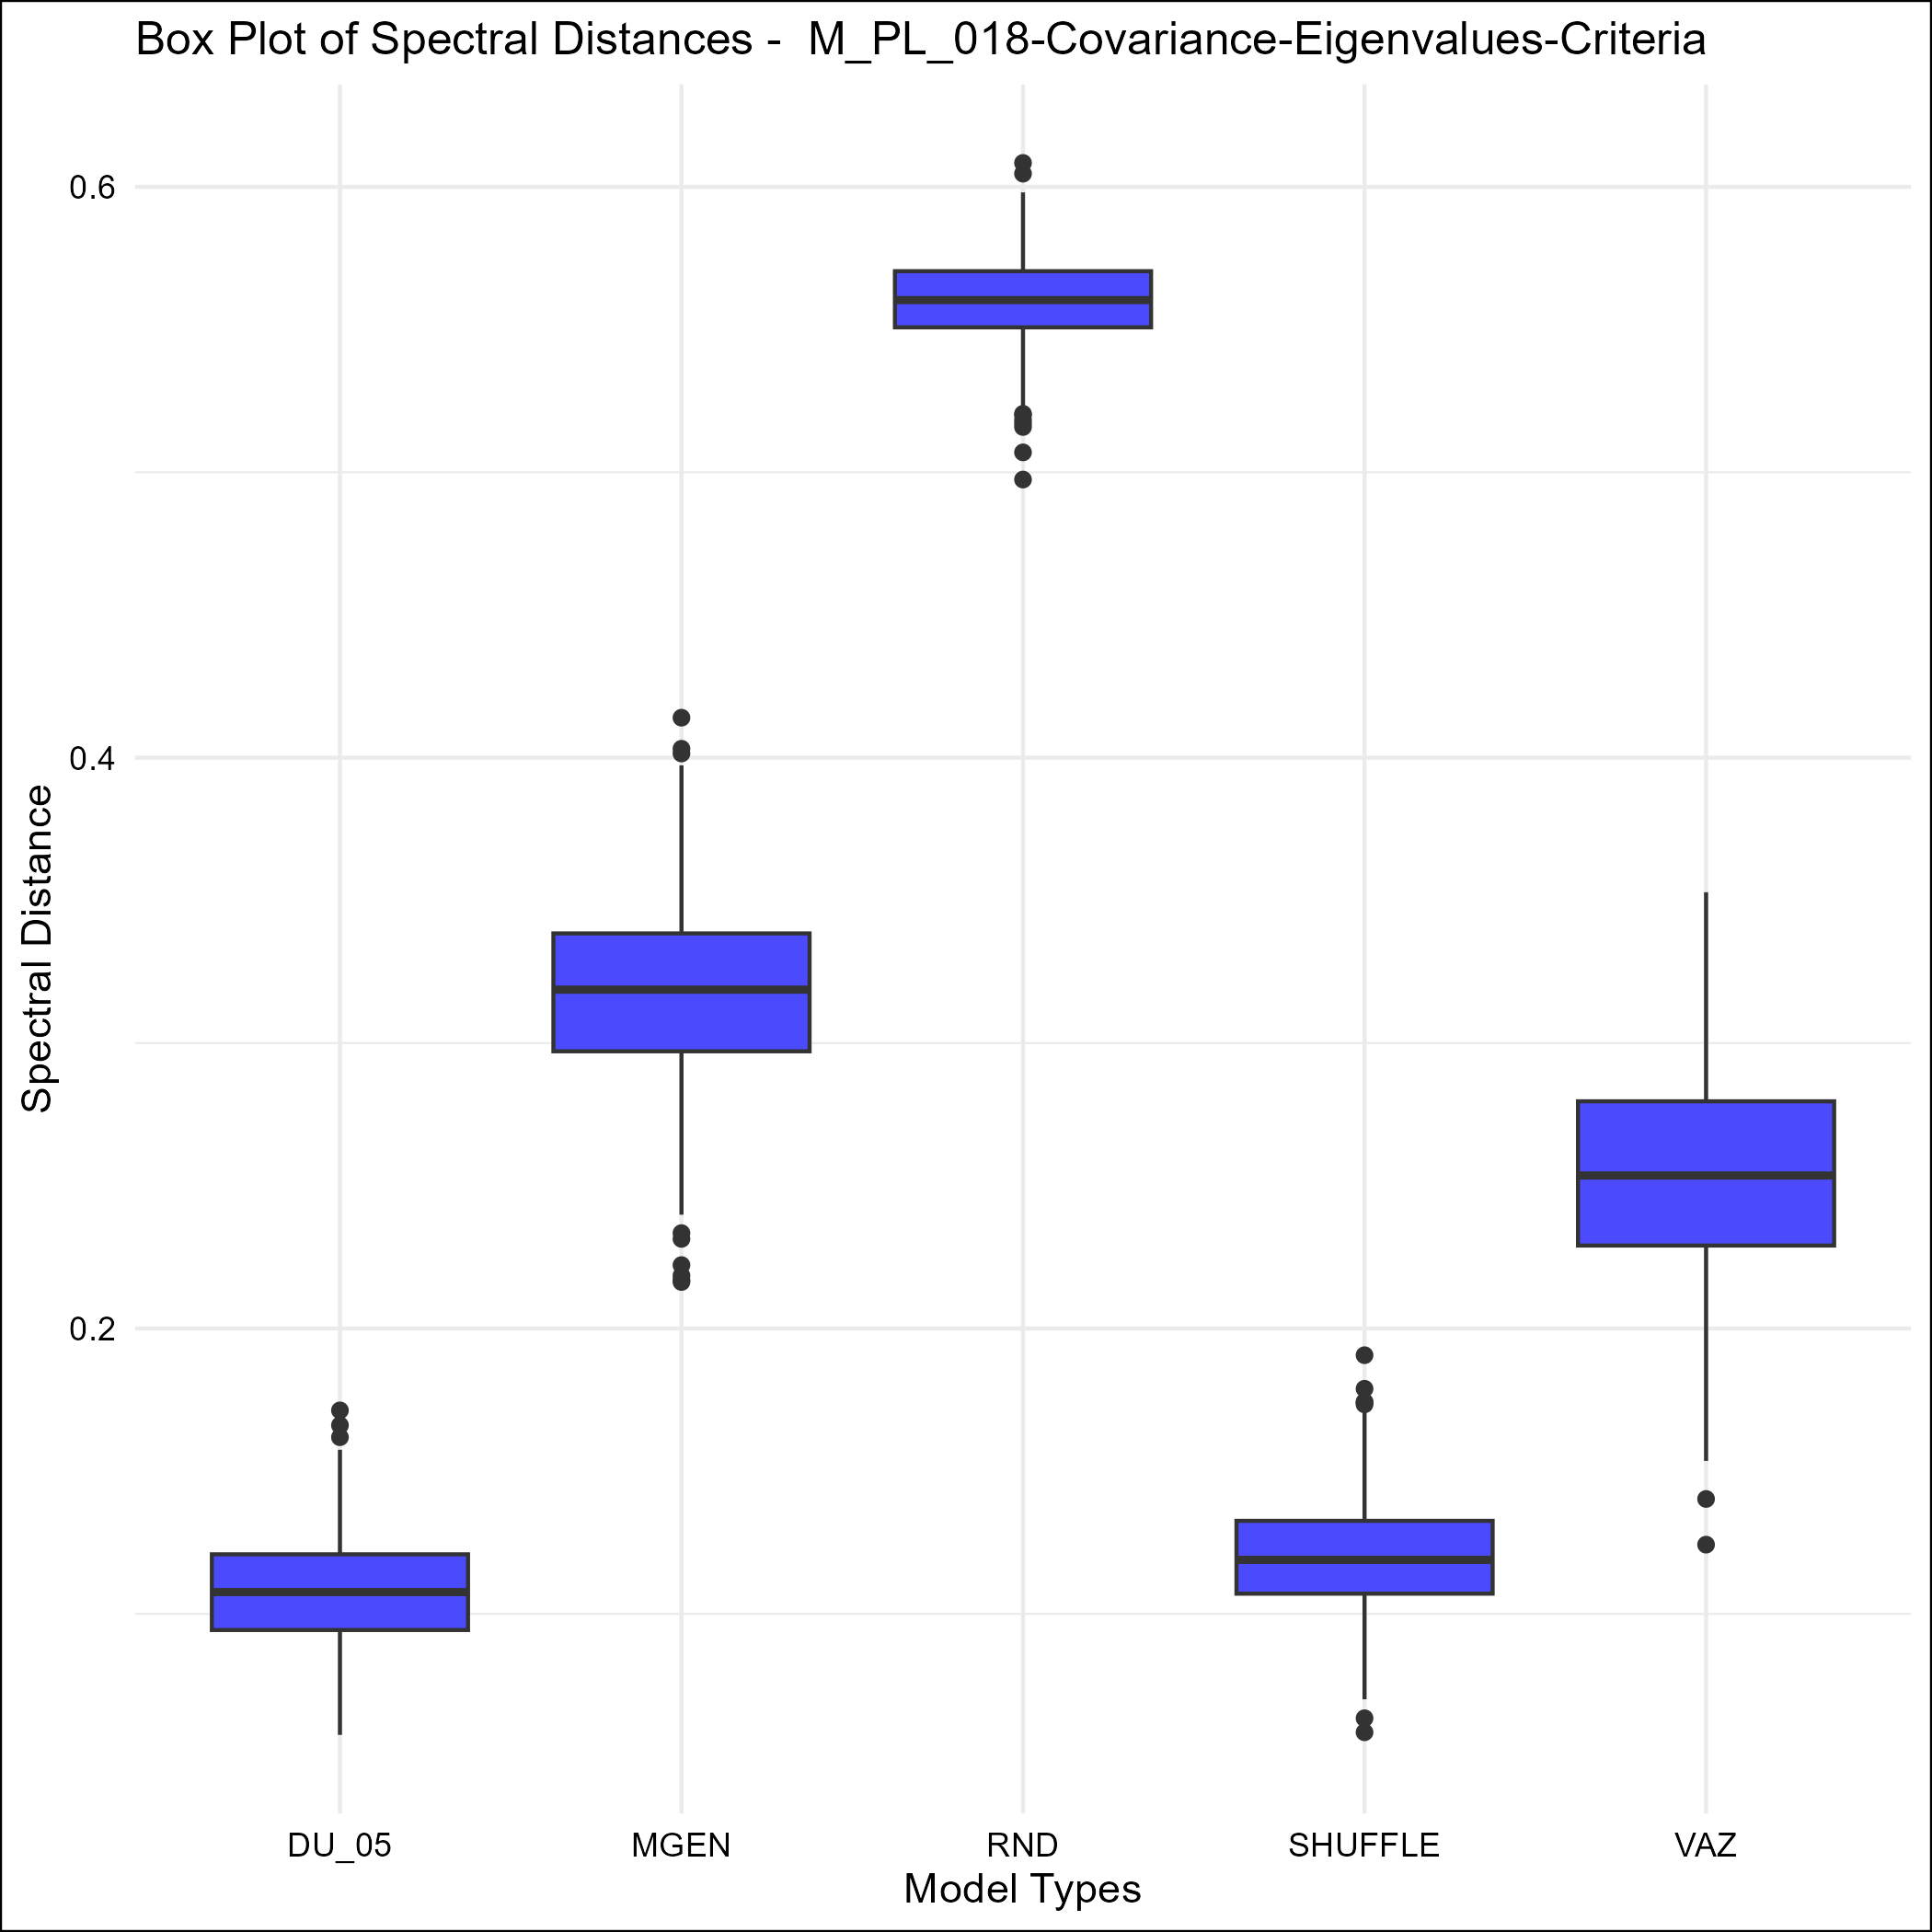 Box Plot of Spectral Distances -  M_PL_018-Covariance-Eigenvalues-Criteria
0.6
0.4
0.2
Spectral Distance
DU_05 MGEN RND SHUFFLE VAZ
Model Types